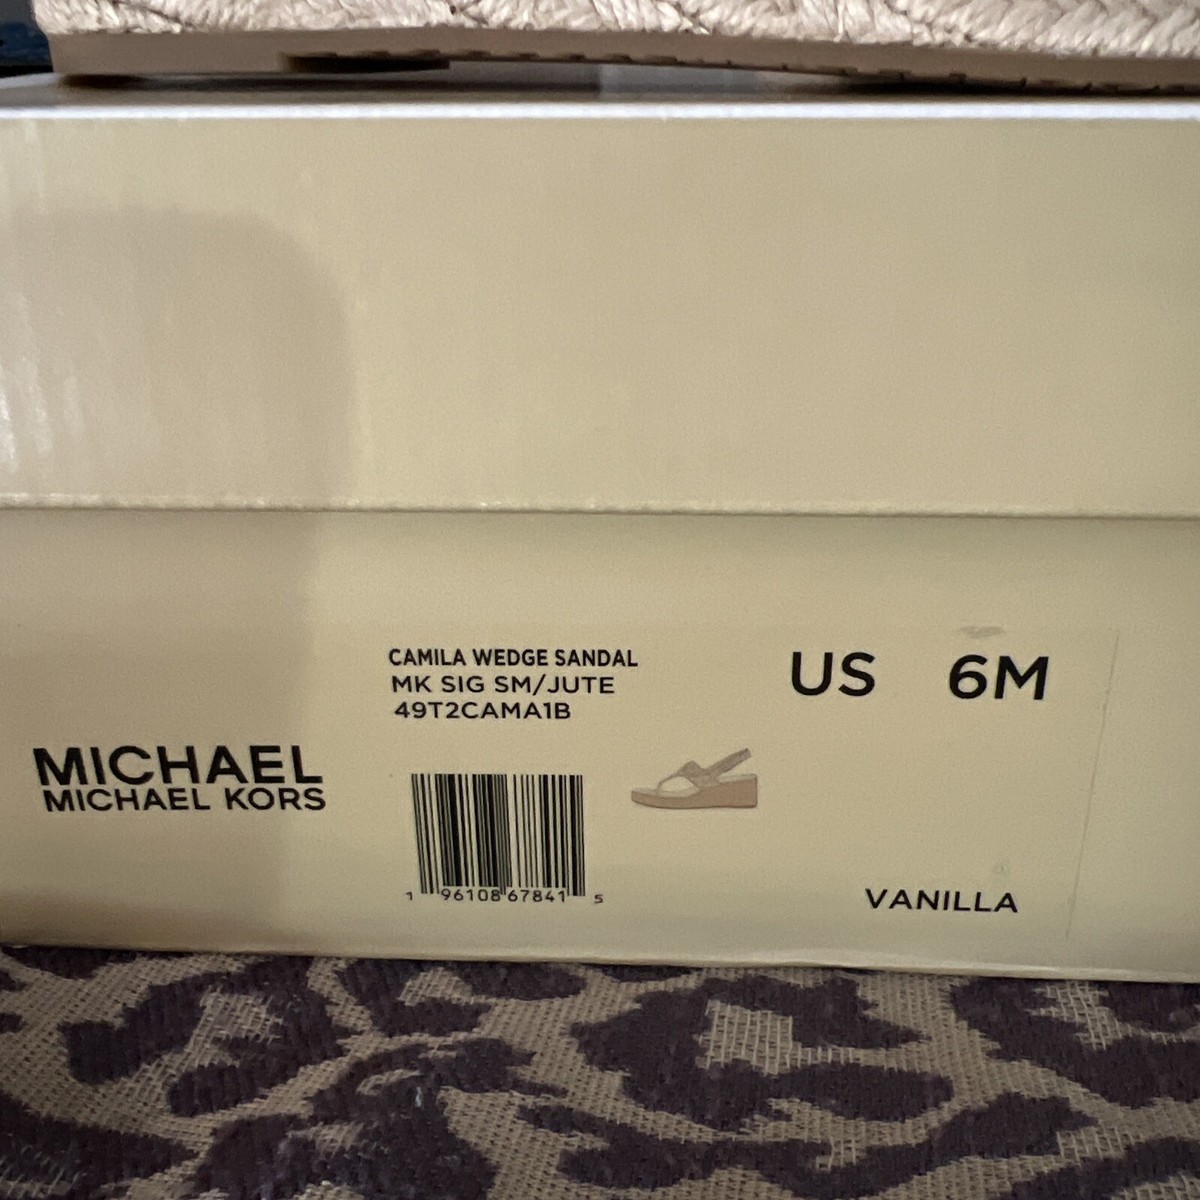 CAMILA WEDGE SANDAL
MK SIG SM/JUTE
49T2CAMA1B
US 6M
MICHAEL
MICHAEL KORS
1 96108 67841 5
VANILLA